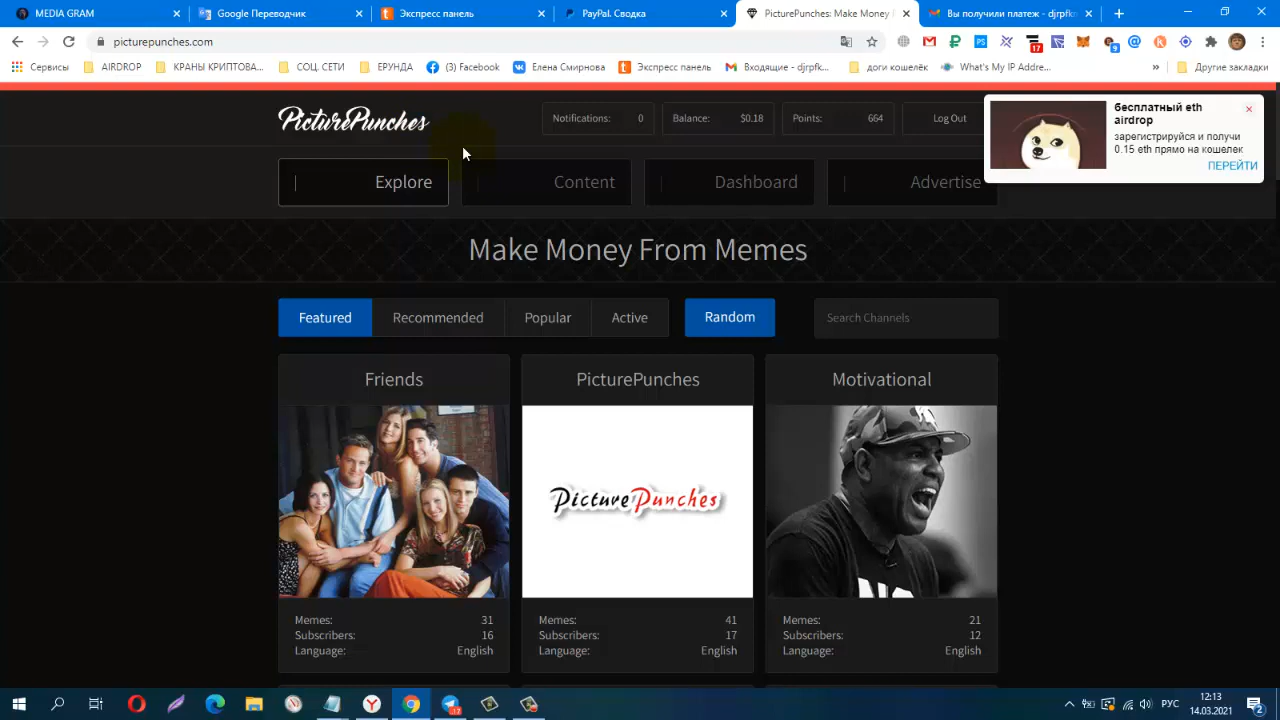 MEDIA GRAM
Google Переводчик
Экспресс панель
PayPal. Сводка
PicturePunches: Make Money
Вы получили платеж - djrpfk
picturepunches.com
17
9
Сервисы
AIRDROP
КРАНЫ КРИПТОВА...
СОЦ. СЕТИ
ЕРУНДА
(3) Facebook
Елена Смирнова
Экспресс панель
Входящие - djrpfk...
доги кошелёк
What's My IP Addre...
»
Другие закладки
PicturePunches
Notifications: 0
Balance: $0.18
Points: 664
Log Out
бесплатный eth
airdrop
зарегистрируйся и получи
0.15 eth прямо на кошелек
ПЕРЕЙТИ
Explore
Content
Dashboard
Advertise
Make Money From Memes
Featured
Recommended
Popular
Active
Random
Search Channels
Friends
PicturePunches
Motivational
PicturePunches
Memes: 31
Subscribers: 16
Language: English
Memes: 41
Subscribers: 17
Language: English
Memes: 21
Subscribers: 12
Language: English
РУС
12:13
14.03.2021
2